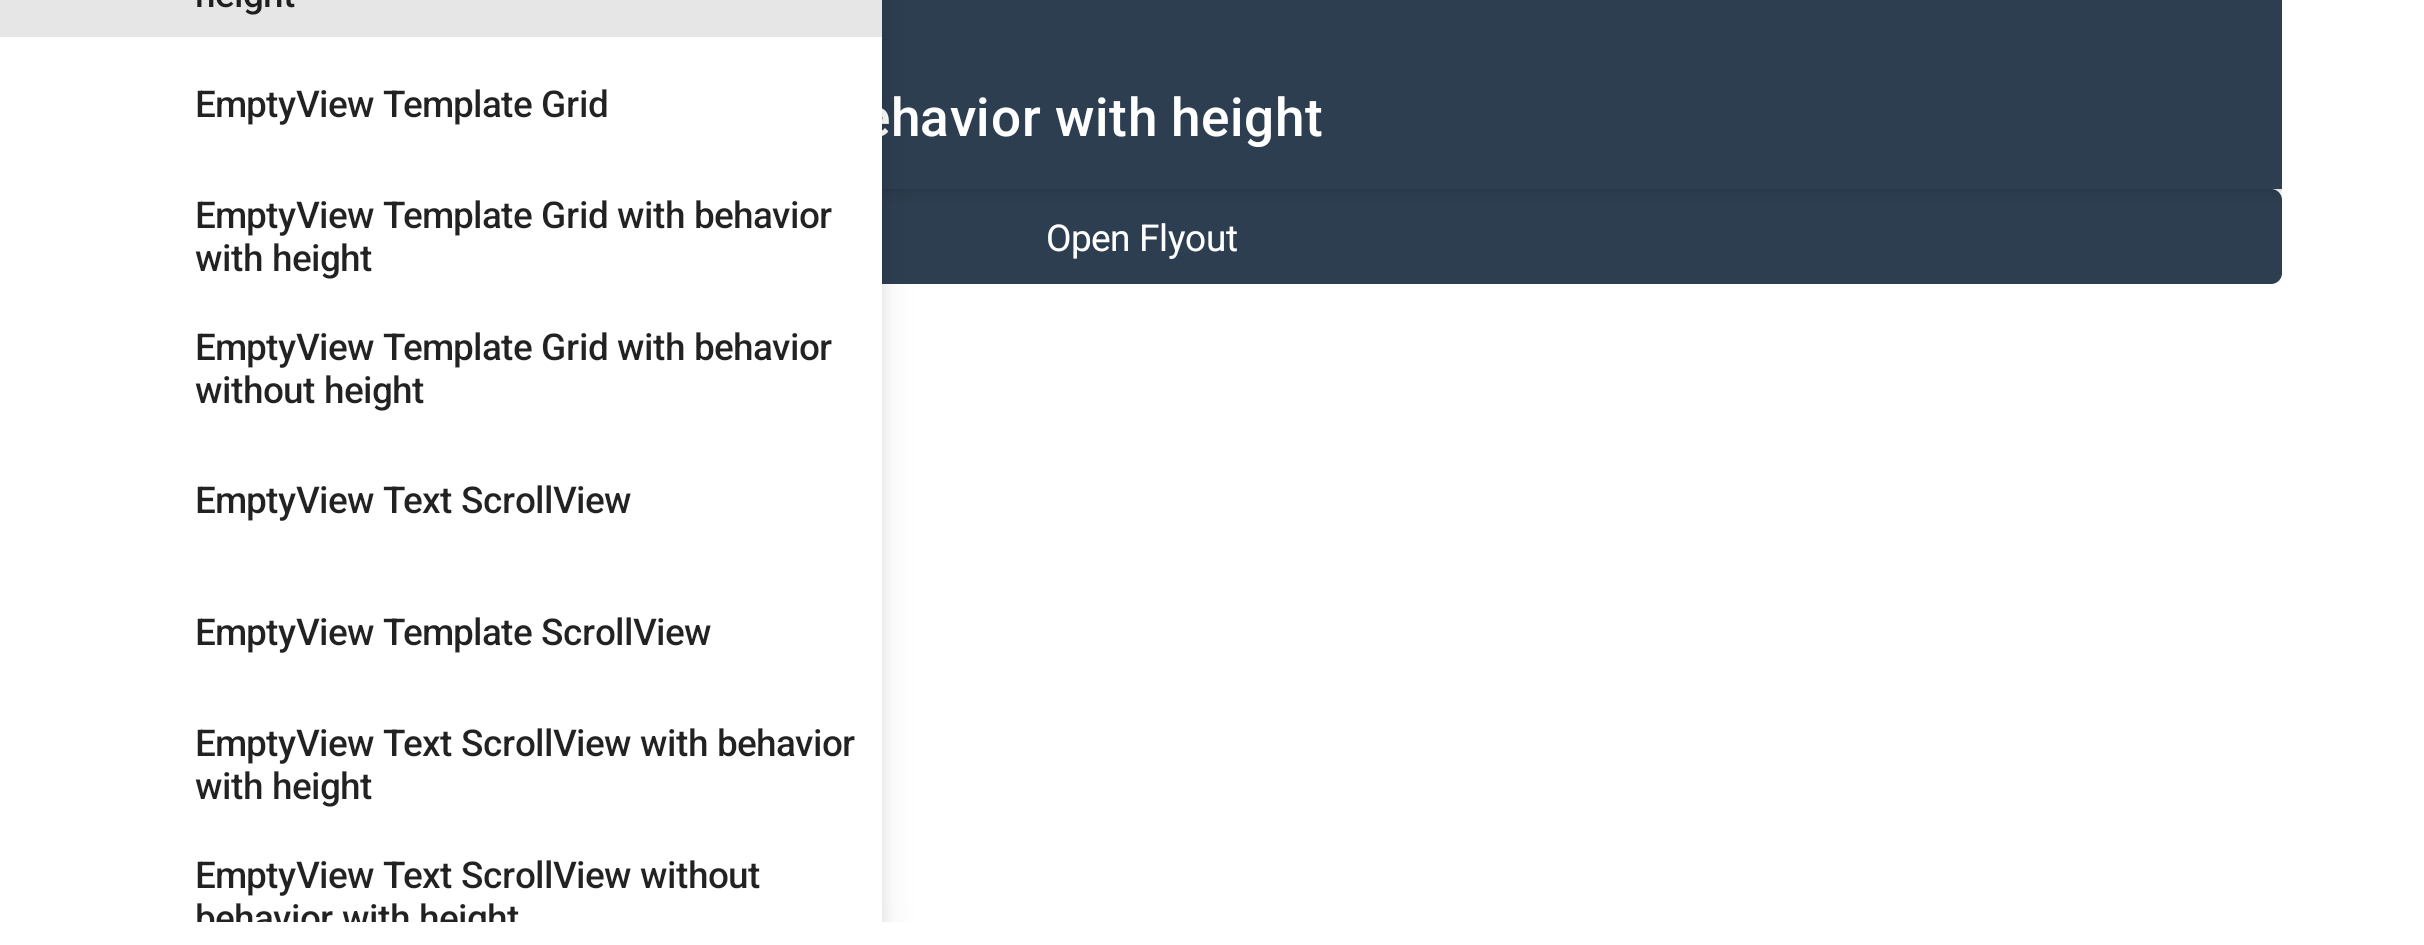 height
EmptyView Template Grid
EmptyView Template Grid with behavior
with height
EmptyView Template Grid with behavior
without height
EmptyView Text ScrollView
EmptyView Template ScrollView
EmptyView Text ScrollView with behavior
with height
EmptyView Text ScrollView without
behavior with height
ehavior with height
Open Flyout